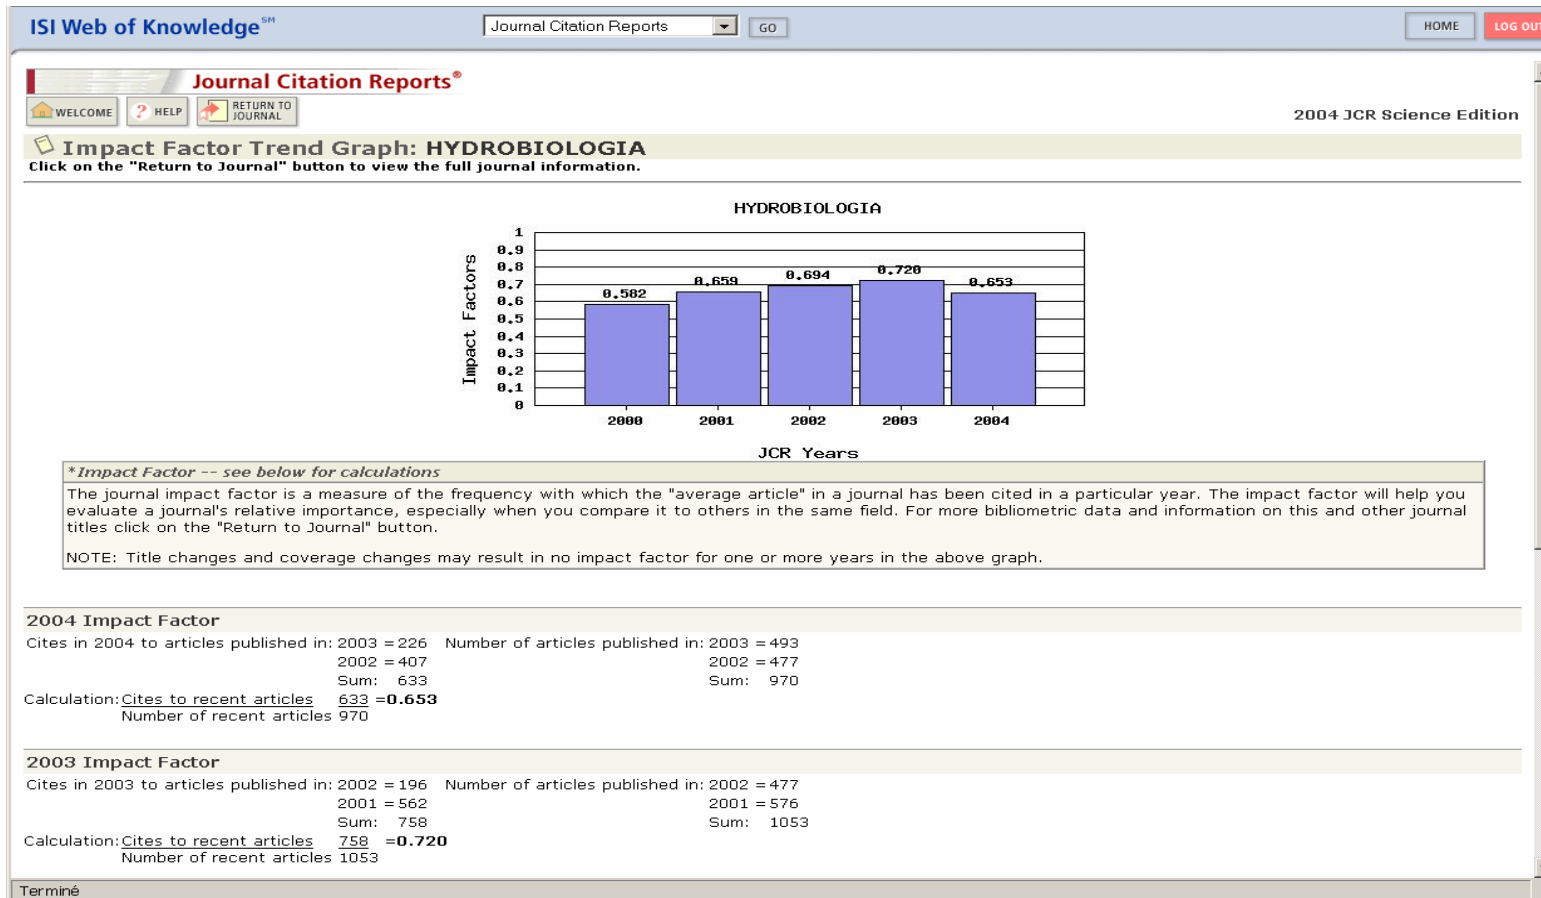 ISI Web of Knowledge℠
Journal Citation Reports
GO
HOME
LOG OUT
Journal Citation Reports®
WELCOME
? HELP
RETURN TO
JOURNAL
2004 JCR Science Edition
Impact Factor Trend Graph: HYDROBIOLOGIA
Click on the "Return to Journal" button to view the full journal information.
HYDROBIOLOGIA
Impact Factors
1
0.9
0.8
0.7
0.6
0.5
0.4
0.3
0.2
0.1
0
0.582
0.659
0.694
0.720
0.653
2000 2001 2002 2003 2004
JCR Years
*Impact Factor -- see below for calculations
The journal impact factor is a measure of the frequency with which the "average article" in a journal has been cited in a particular year. The impact factor will help you
evaluate a journal's relative importance, especially when you compare it to others in the same field. For more bibliometric data and information on this and other journal
titles click on the "Return to Journal" button.
NOTE: Title changes and coverage changes may result in no impact factor for one or more years in the above graph.
2004 Impact Factor
Cites in 2004 to articles published in: 2003 = 226 Number of articles published in: 2003 = 493
2002 = 407 2002 = 477
Sum: 633 Sum: 970
Calculation: Cites to recent articles 633 =0.653
Number of recent articles 970
2003 Impact Factor
Cites in 2003 to articles published in: 2002 = 196 Number of articles published in: 2002 = 477
2001 = 562 2001 = 576
Sum: 758 Sum: 1053
Calculation: Cites to recent articles 758 =0.720
Number of recent articles 1053
Terminé